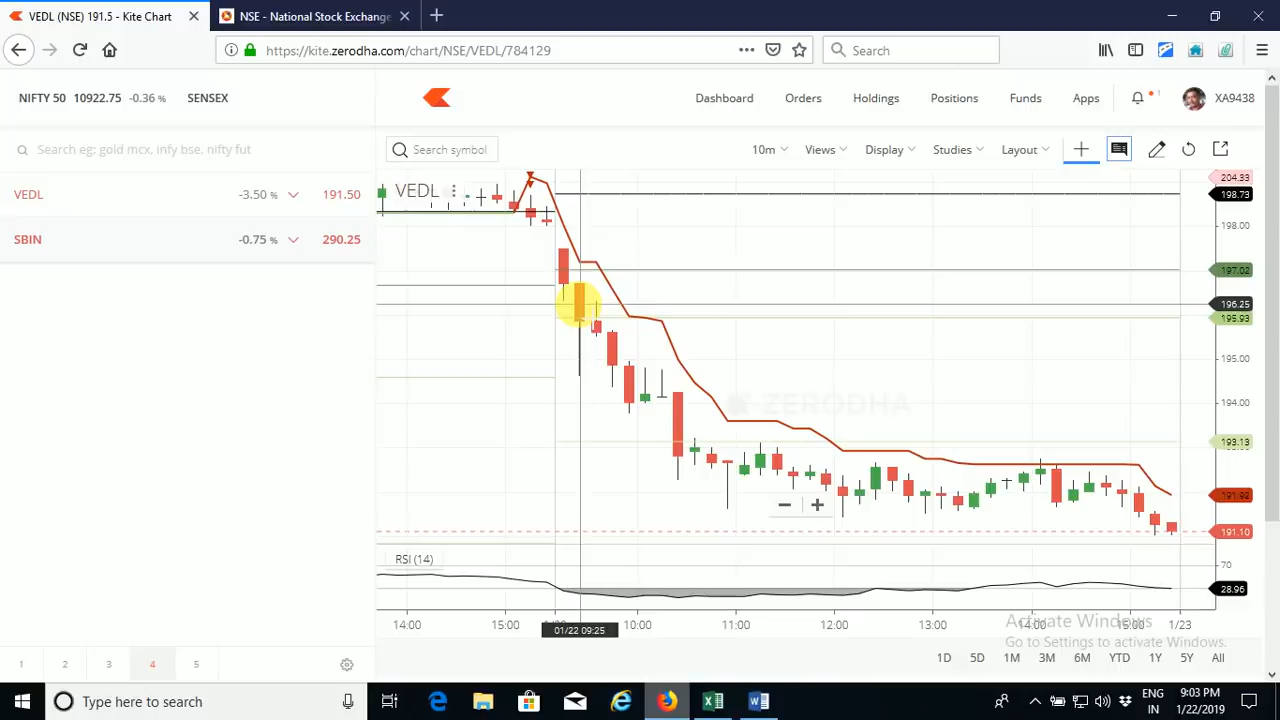 VEDL (NSE) 191.5 - Kite Chart
NSE - National Stock Exchange
https://kite.zerodha.com/chart/NSE/VEDL/784129
Search
NIFTY 50 10922.75 -0.36 % SENSEX
Dashboard Orders Holdings Positions Funds Apps 1 XA9438
Search eg: gold mcx, infy bse, nifty fut
Search symbol
10m Views Display Studies Layout
VEDL -3.50 % 191.50
SBIN -0.75 % 290.25
VEDL
204.33
198.73
198.00
197.02
196.25
195.93
195.00
194.00
193.13
191.92
191.10
ZERODHA
RSI (14)
70
28.96
14:00 15:00 10:00 11:00 12:00 13:00 14:00 15:00 1/23
01/22 09:25
Activate Windows
Go to Settings to activate Windows.
1D 5D 1M 3M 6M YTD 1Y 5Y All
1 2 3 4 5
Type here to search
ENG
IN
9:03 PM
1/22/2019